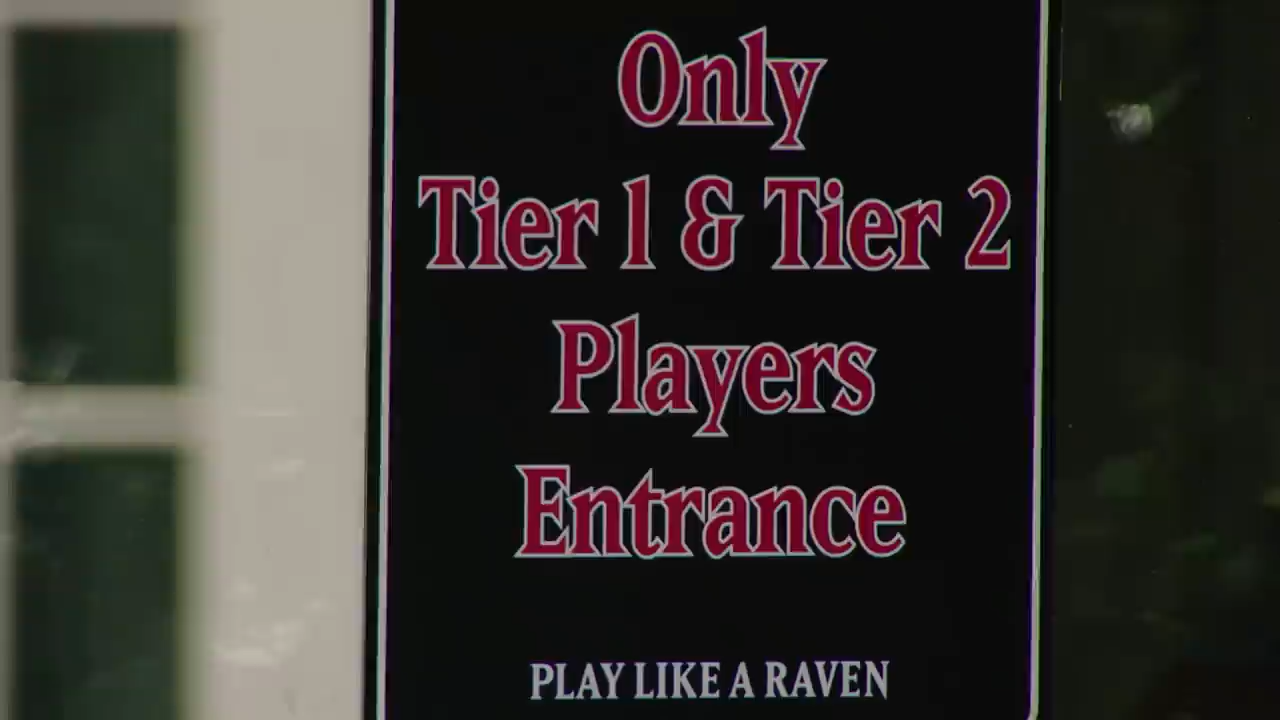 Only
Tier 1 & Tier 2
Players
Entrance
PLAY LIKE A RAVEN